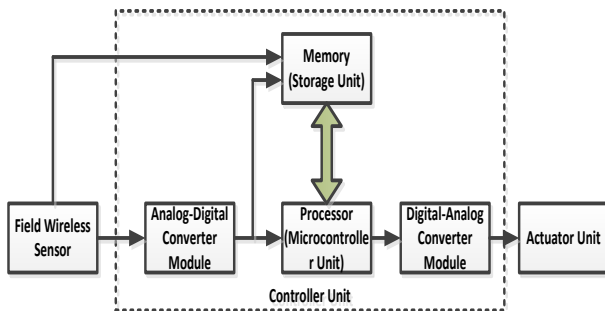 Memory
(Storage Unit)
Field Wireless
Sensor
Analog-Digital
Converter
Module
Processor
(Microcontrolle
r Unit)
Digital-Analog
Converter
Module
Actuator Unit
Controller Unit